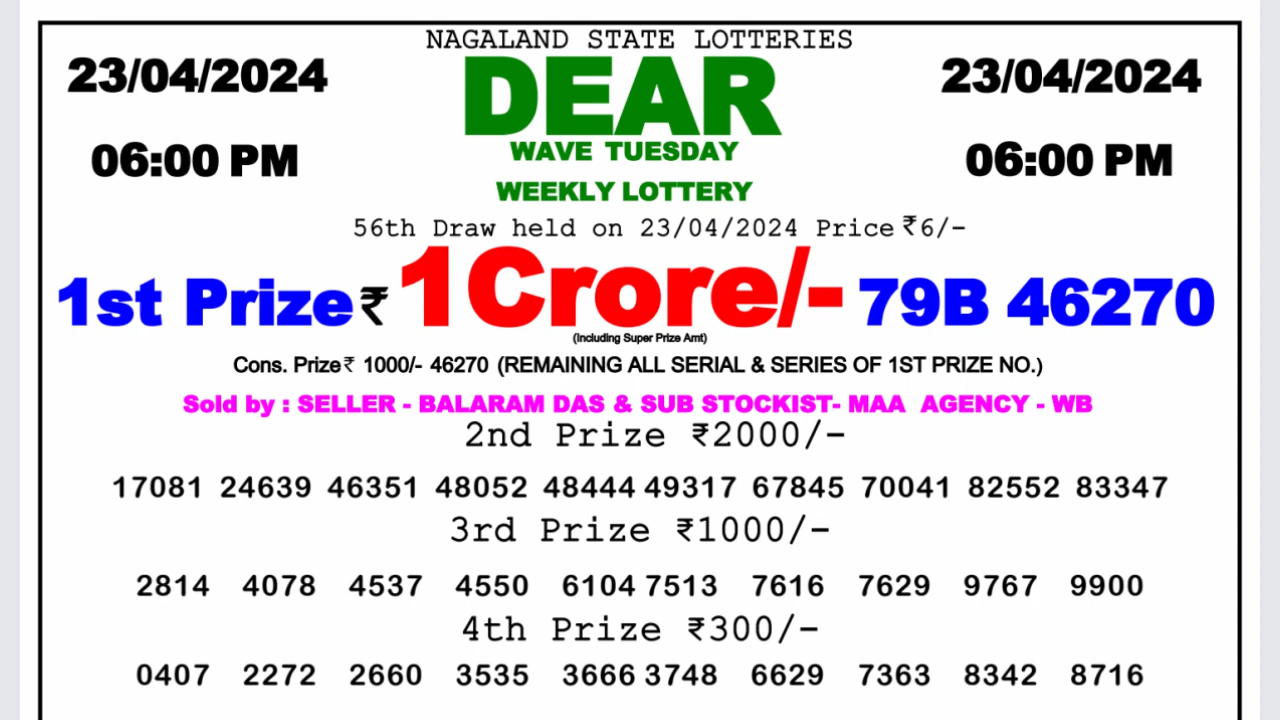 NAGALAND STATE LOTTERIES
23/04/2024 DEAR 23/04/2024
06:00 PM WAVE TUESDAY 06:00 PM
WEEKLY LOTTERY
56th Draw held on 23/04/2024 Price ₹6/-
1st Prize ₹ 1Crore/- 79B 46270
(Including Super Prize Amt)
Cons. Prize ₹ 1000/- 46270 (REMAINING ALL SERIAL & SERIES OF 1ST PRIZE NO.)
Sold by : SELLER - BALARAM DAS & SUB STOCKIST- MAA AGENCY - WB
2nd Prize ₹2000/-
17081 24639 46351 48052 48444 49317 67845 70041 82552 83347
3rd Prize ₹1000/-
2814 4078 4537 4550 6104 7513 7616 7629 9767 9900
4th Prize ₹300/-
0407 2272 2660 3535 3666 3748 6629 7363 8342 8716